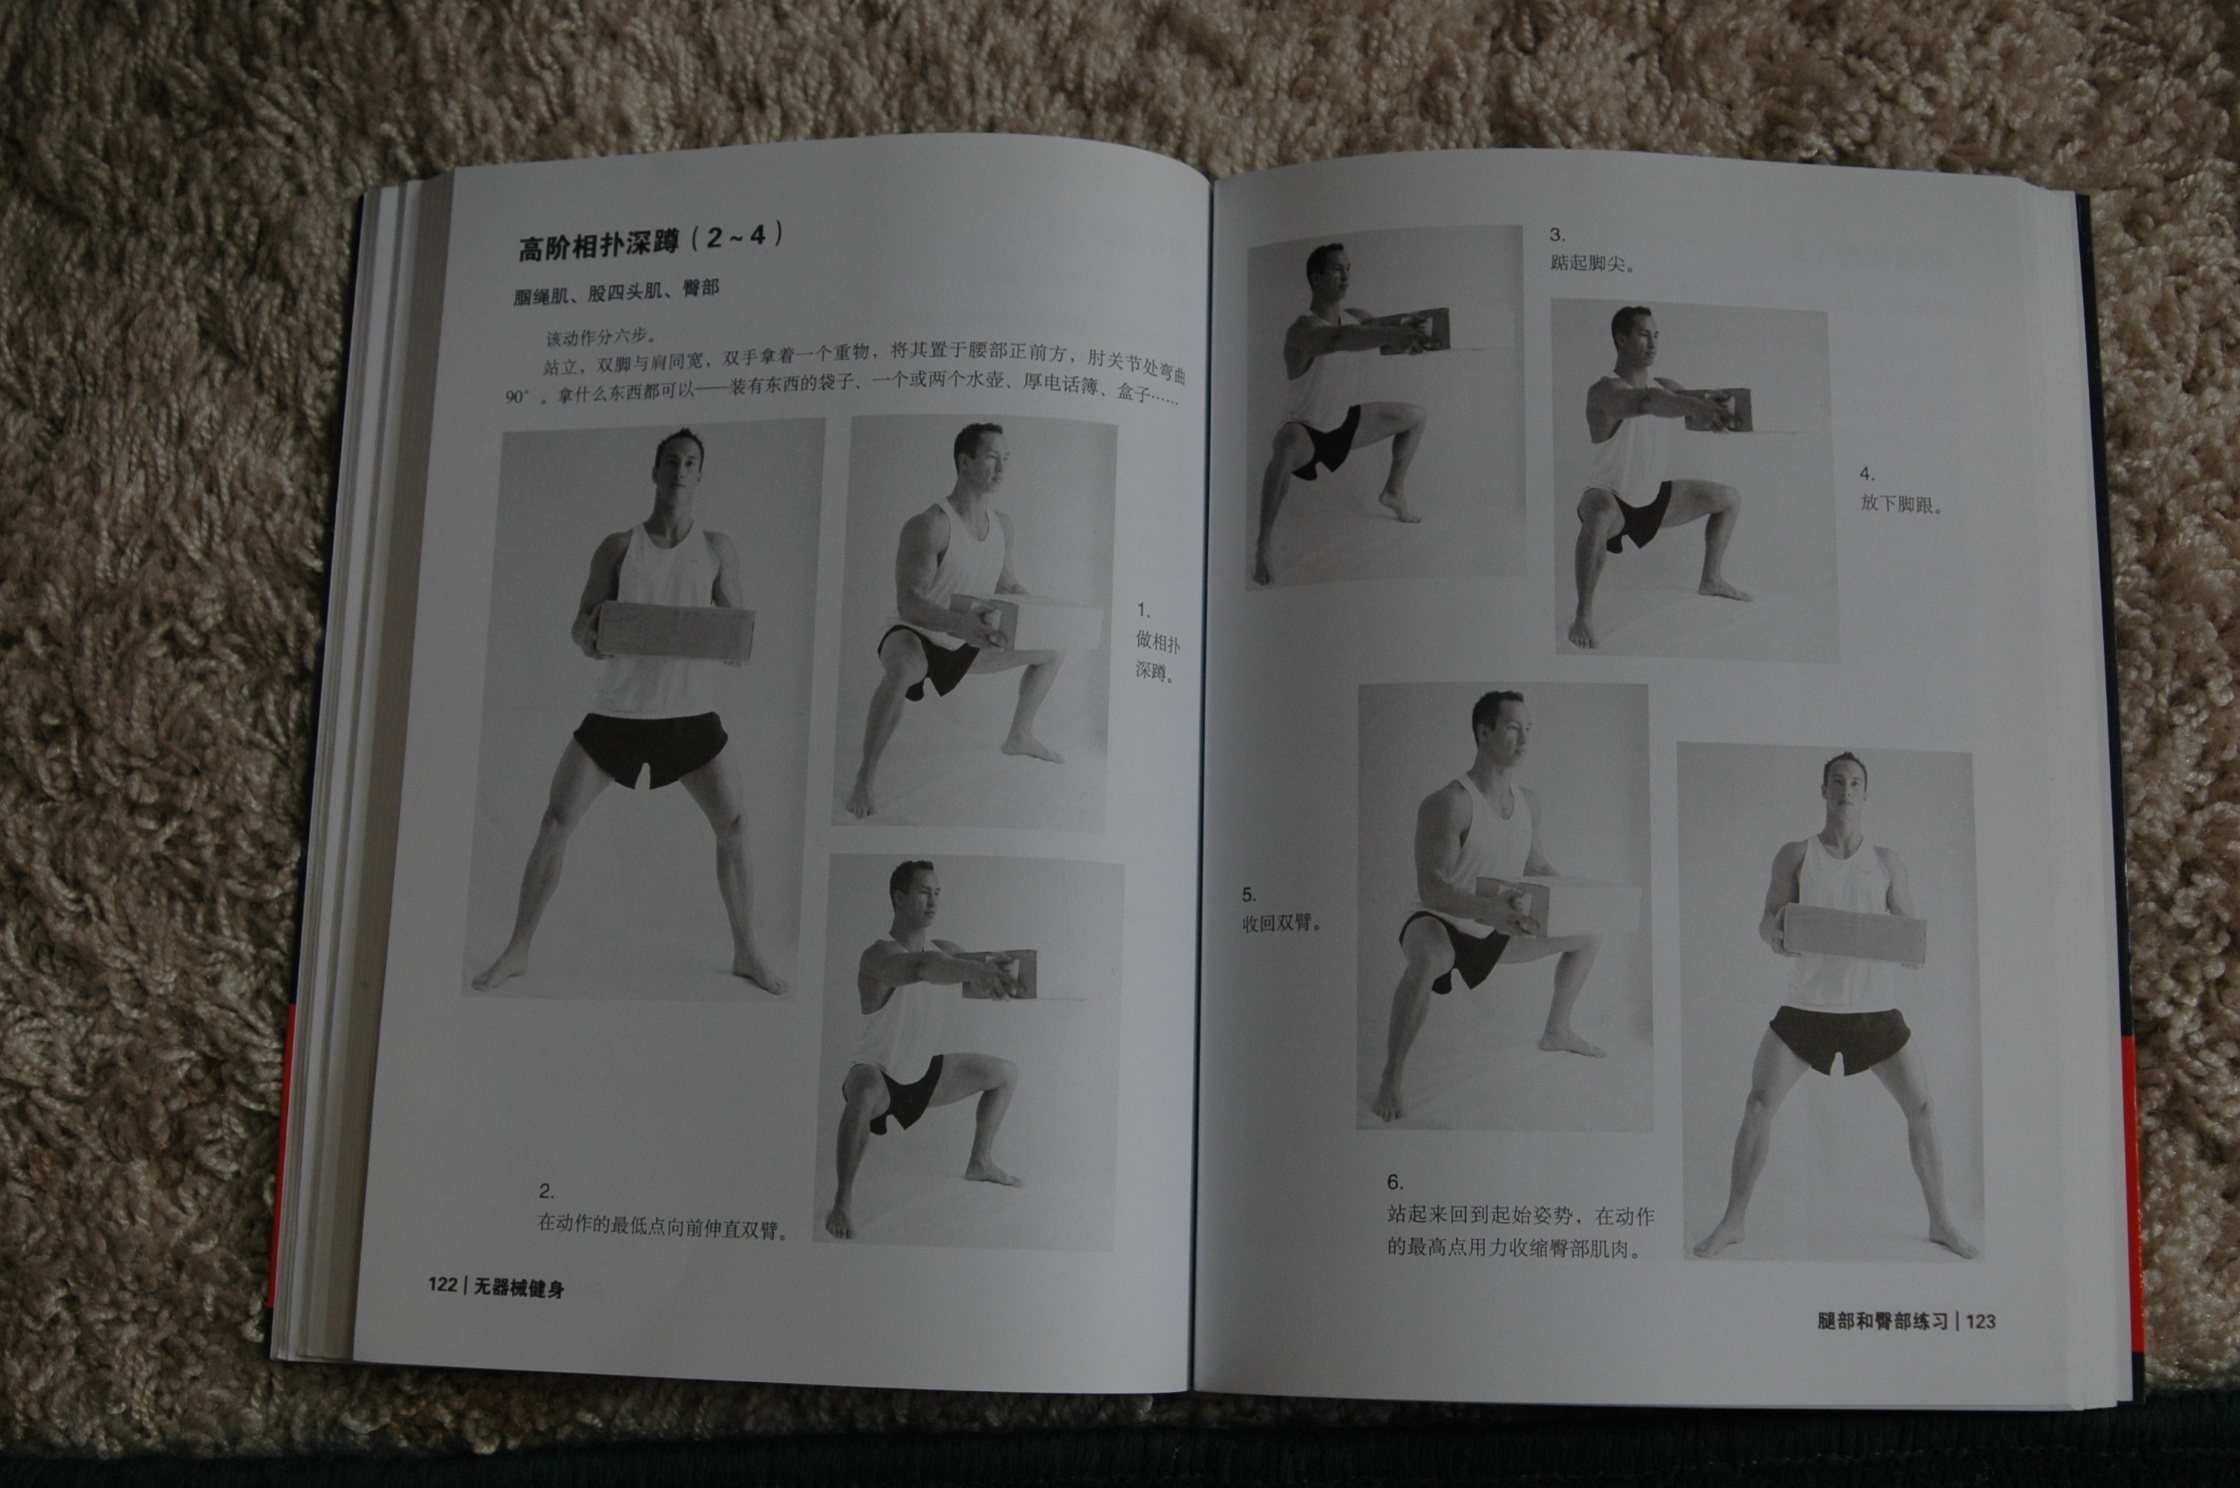 高阶相扑深蹲（2～4）
腘绳肌、股四头肌、臀部
该动作分六步。
站立，双脚与肩同宽，双手拿着一个重物，将其置于腰部正前方，肘关节处弯曲
90°。拿什么东西都可以——装有东西的袋子、一个或两个水壶、厚电话簿、盒子……
1.
做相扑
深蹲。
2.
在动作的最低点向前伸直双臂。
122 | 无器械健身
3.
踮起脚尖。
4.
放下脚跟。
5.
收回双臂。
6.
站起来回到起始姿势，在动作
的最高点用力收缩臀部肌肉。
腿部和臀部练习 | 123